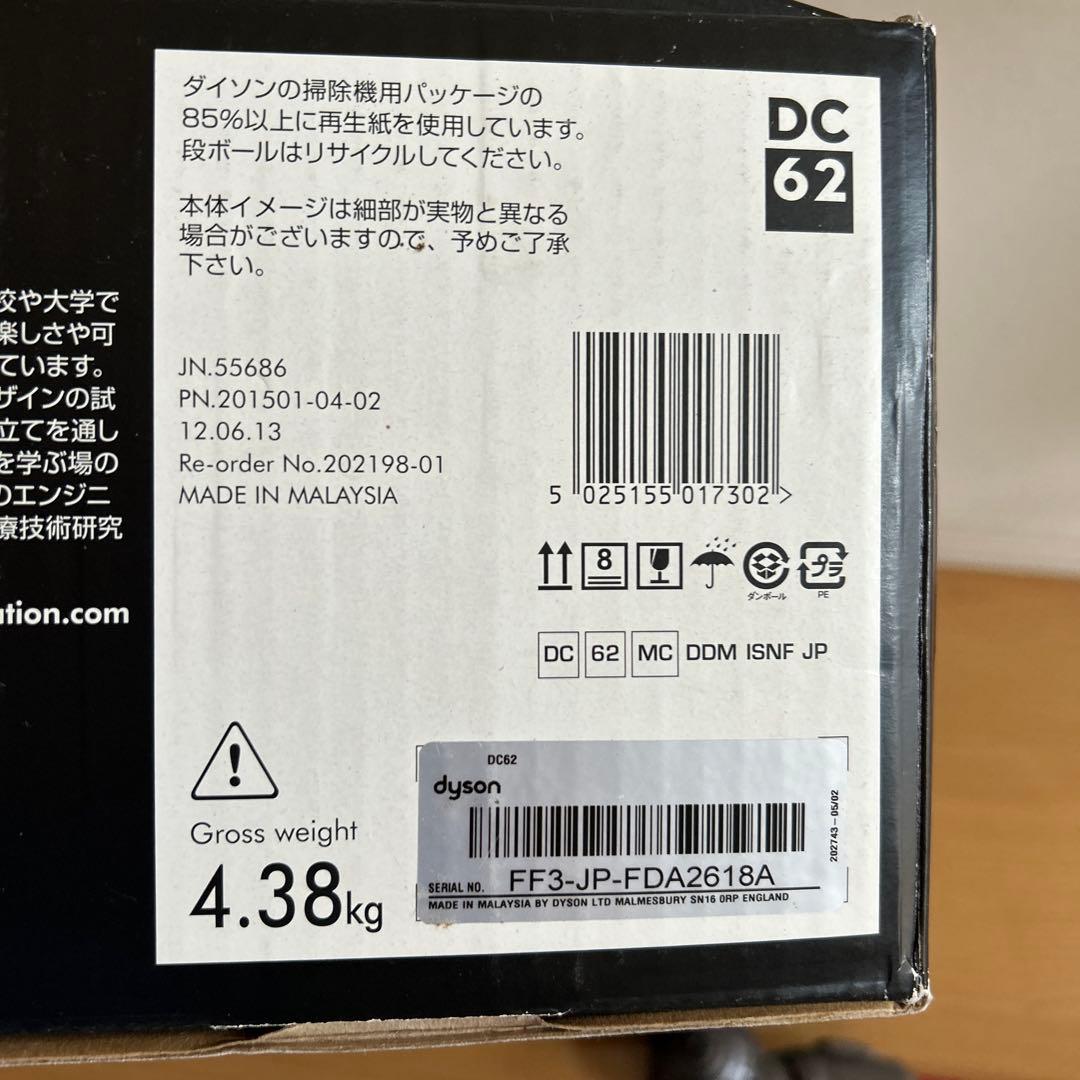 ダイソンの掃除機用パッケージの
85%以上に再生紙を使用しています。
段ボールはリサイクルしてください。
本体イメージは細部が実物と異なる
場合がございますので、予めご了承
下さい。
DC
62
校や大学で
楽しさや可
ています。
ザインの試
立てを通し
を学ぶ場の
のエンジニ
療技術研究
ation.com
JN.55686
PN.201501-04-02
12.06.13
Re-order No.202198-01
MADE IN MALAYSIA
5 025155 017302 >
8
ダンボール
プラ
PE
DC 62 MC DDM ISNF JP
!
Gross weight
4.38kg
DC62
dyson
SERIAL NO. FF3-JP-FDA2618A
MADE IN MALAYSIA BY DYSON LTD MALMESBURY SN16 0RP ENGLAND
202743-05/02